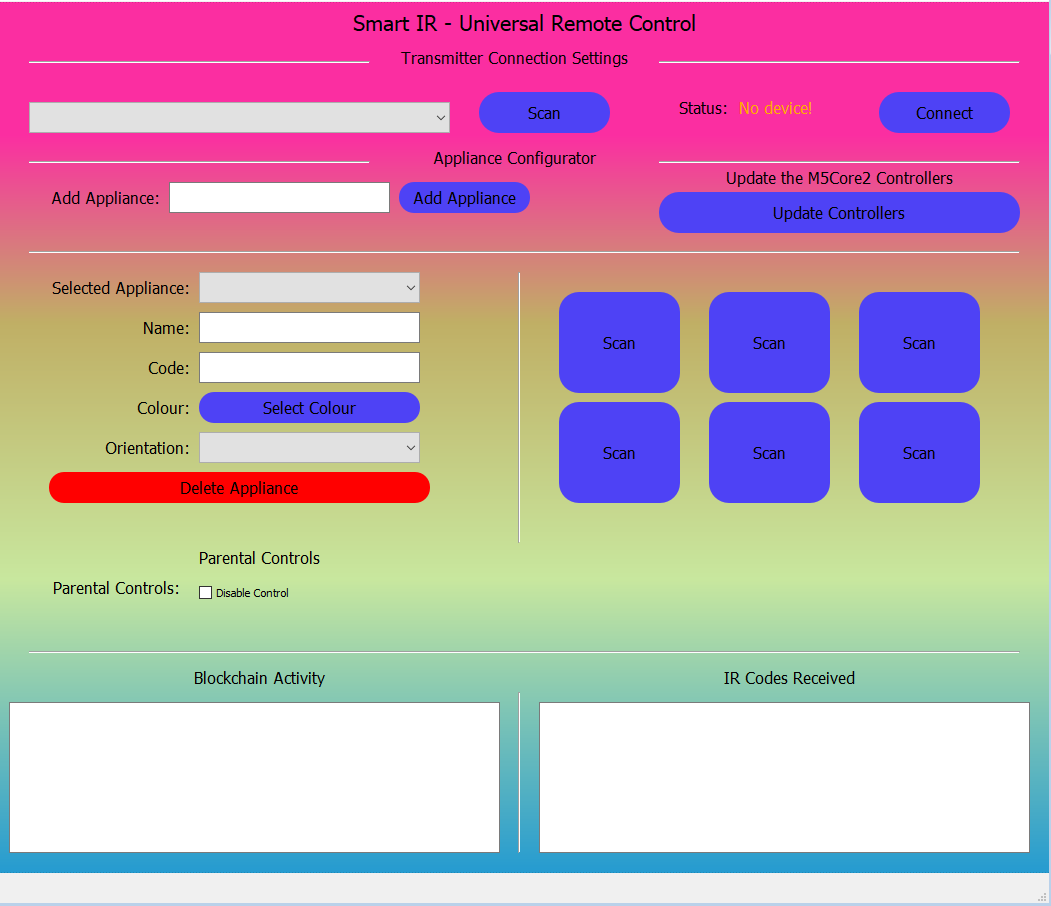 Smart IR - Universal Remote Control
Transmitter Connection Settings
Scan
Status: No device!
Connect
Appliance Configurator
Add Appliance:
Add Appliance
Update the M5Core2 Controllers
Update Controllers
Selected Appliance:
Name:
Code:
Colour:
Select Colour
Orientation:
Delete Appliance
Scan
Scan
Scan
Scan
Scan
Scan
Parental Controls
Parental Controls:
Disable Control
Blockchain Activity
IR Codes Received